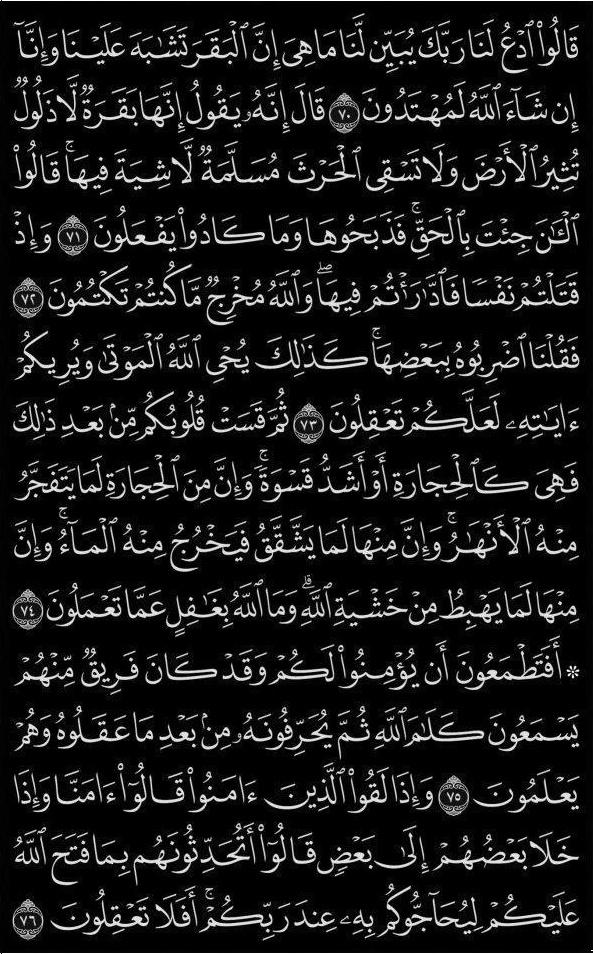 قَالُوا۟ ٱدْعُ لَنَا رَبَّكَ يُبَيِّن لَّنَا مَا هِىَ إِنَّ ٱلْبَقَرَ تَشَـٰبَهَ عَلَيْنَا وَإِنَّآ
إِن شَآءَ ٱللَّهُ لَمُهْتَدُونَ ٧٠ قَالَ إِنَّهُۥ يَقُولُ إِنَّهَا بَقَرَةٌ لَّا ذَلُولٌ
تُثِيرُ ٱلْأَرْضَ وَلَا تَسْقِى ٱلْحَرْثَ مُسَلَّمَةٌ لَّا شِيَةَ فِيهَا ۚ قَالُوا۟
ٱلْـَٔـٰنَ جِئْتَ بِٱلْحَقِّ ۚ فَذَبَحُوهَا وَمَا كَادُوا۟ يَفْعَلُونَ ٧١ وَإِذْ
قَتَلْتُمْ نَفْسًا فَٱدَّٰرَْٰٔتُمْ فِيهَا ۖ وَٱللَّهُ مُخْرِجٌ مَّا كُنتُمْ تَكْتُمُونَ ٧٢
فَقُلْنَا ٱضْرِبُوهُ بِبَعْضِهَا ۚ كَذَٰلِكَ يُحْىِ ٱللَّهُ ٱلْمَوْتَىٰ وَيُرِيكُمْ
ءَايَـٰتِهِۦ لَعَلَّكُمْ تَعْقِلُونَ ٧٣ ثُمَّ قَسَتْ قُلُوبُكُم مِّنۢ بَعْدِ ذَٰلِكَ
فَهِىَ كَٱلْحِجَارَةِ أَوْ أَشَدُّ قَسْوَةً ۚ وَإِنَّ مِنَ ٱلْحِجَارَةِ لَمَا يَتَفَجَّرُ
مِنْهُ ٱلْأَنْهَـٰرُ ۚ وَإِنَّ مِنْهَا لَمَا يَشَّقَّقُ فَيَخْرُجُ مِنْهُ ٱلْمَآءُ ۚ وَإِنَّ
مِنْهَا لَمَا يَهْبِطُ مِنْ خَشْيَةِ ٱللَّهِ ۗ وَمَا ٱللَّهُ بِغَـٰفِلٍ عَمَّا تَعْمَلُونَ ٧٤
۞ أَفَتَطْمَعُونَ أَن يُؤْمِنُوا۟ لَكُمْ وَقَدْ كَانَ فَرِيقٌ مِّنْهُمْ
يَسْمَعُونَ كَلَـٰمَ ٱللَّهِ ثُمَّ يُحَرِّفُونَهُۥ مِنۢ بَعْدِ مَا عَقَلُوهُ وَهُمْ
يَعْلَمُونَ ٧٥ وَإِذَا لَقُوا۟ ٱلَّذِينَ ءَامَنُوا۟ قَالُوٓا۟ ءَامَنَّا وَإِذَا
خَلَا بَعْضُهُمْ إِلَىٰ بَعْضٍ قَالُوٓا۟ أَتُحَدِّثُونَهُم بِمَا فَتَحَ ٱللَّهُ
عَلَيْكُمْ لِيُحَآجُّوكُم بِهِۦ عِندَ رَبِّكُمْ ۚ أَفَلَا تَعْقِلُونَ ٧٦